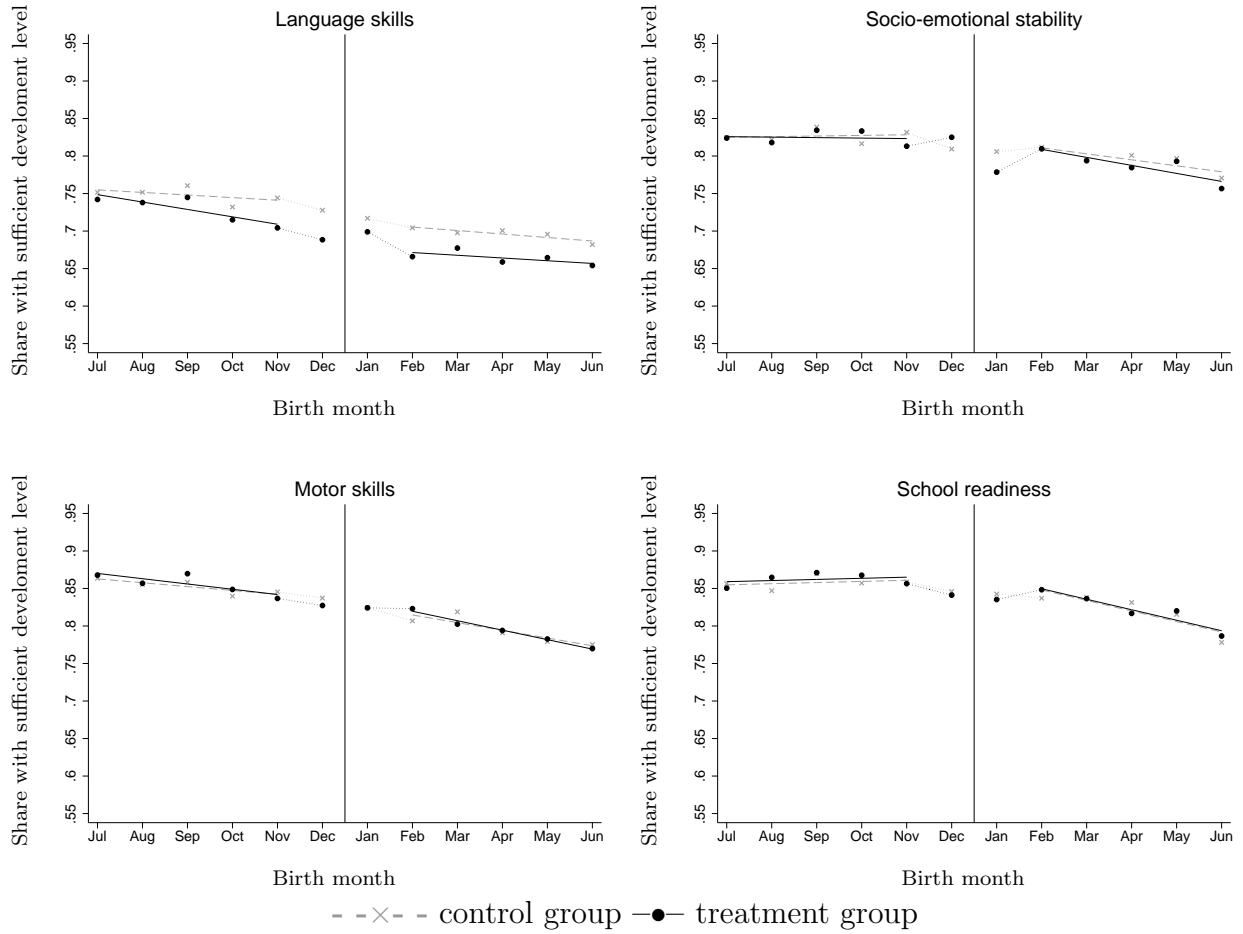 Language skills
Share with sufficient develoment level
.95
.9
.85
.8
.75
.7
.65
.6
.55
Jul Aug Sep Oct Nov Dec Jan Feb Mar Apr May Jun
Birth month
Socio-emotional stability
Share with sufficient develoment level
.95
.9
.85
.8
.75
.7
.65
.6
.55
Jul Aug Sep Oct Nov Dec Jan Feb Mar Apr May Jun
Birth month
Motor skills
Share with sufficient develoment level
.95
.9
.85
.8
.75
.7
.65
.6
.55
Jul Aug Sep Oct Nov Dec Jan Feb Mar Apr May Jun
Birth month
School readiness
Share with sufficient develoment level
.95
.9
.85
.8
.75
.7
.65
.6
.55
Jul Aug Sep Oct Nov Dec Jan Feb Mar Apr May Jun
Birth month
control group treatment group